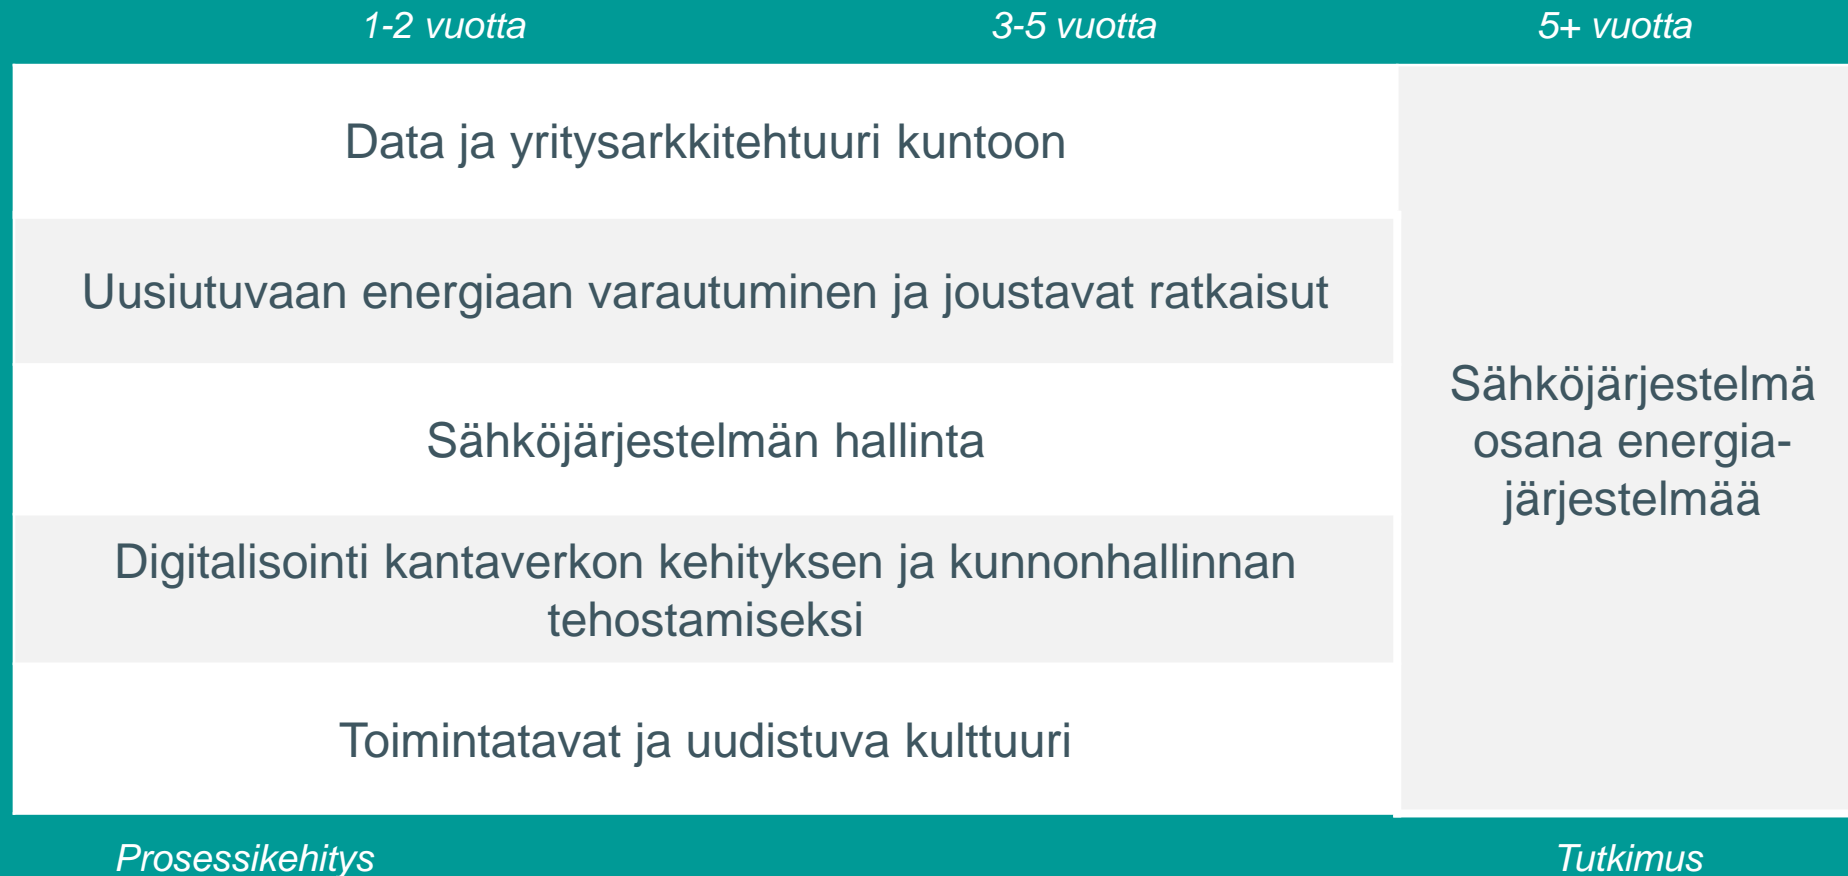 1-2 vuotta
3-5 vuotta
5+ vuotta
Data ja yritysarkkitehtuuri kuntoon
Uusiutuvaan energiaan varautuminen ja joustavat ratkaisut
Sähköjärjestelmän hallinta
Digitalisointi kantaverkon kehityksen ja kunnonhallinnan
tehostamiseksi
Toimintatavat ja uudistuva kulttuuri
Sähköjärjestelmä
osana energia-
järjestelmää
Prosessikehitys
Tutkimus